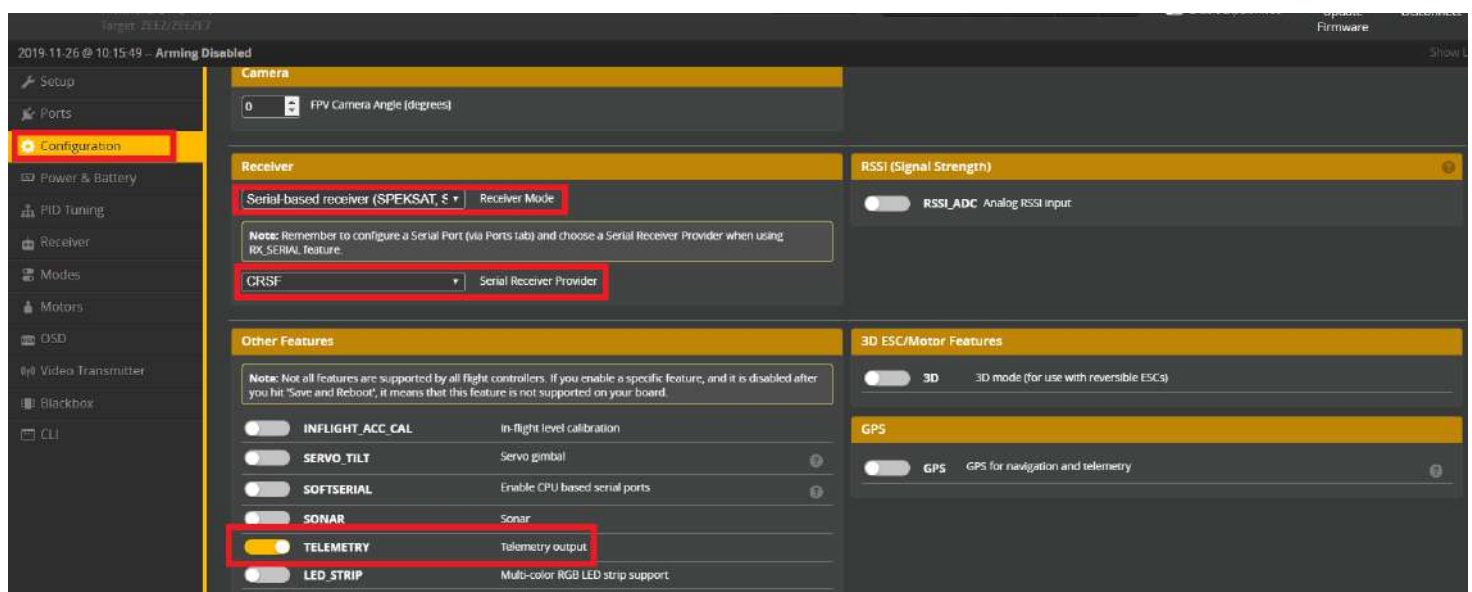 Target: ZEEZ/ZEEZF7
Firmware
2019-11-26 @ 10:15:49 -- Arming Disabled
Show L
Setup
Ports
Configuration
Power & Battery
PID Tuning
Receiver
Modes
Motors
OSD
Video Transmitter
Blackbox
CLI
Camera
0 FPV Camera Angle (degrees)
Receiver
Serial-based receiver (SPEKSAT, S Receiver Mode
Note: Remember to configure a Serial Port (via Ports tab) and choose a Serial Receiver Provider when using
RX_SERIAL feature.
CRSF Serial Receiver Provider
RSSI (Signal Strength)
RSSI_ADC Analog RSSI input
Other Features
Note: Not all features are supported by all flight controllers. If you enable a specific feature, and it is disabled after
you hit 'Save and Reboot', it means that this feature is not supported on your board.
INFLIGHT_ACC_CAL In-flight level calibration
SERVO_TILT Servo gimbal
SOFTSERIAL Enable CPU based serial ports
SONAR Sonar
TELEMETRY Telemetry output
LED_STRIP Multi-color RGB LED strip support
3D ESC/Motor Features
3D 3D mode (for use with reversible ESCs)
GPS
GPS GPS for navigation and telemetry